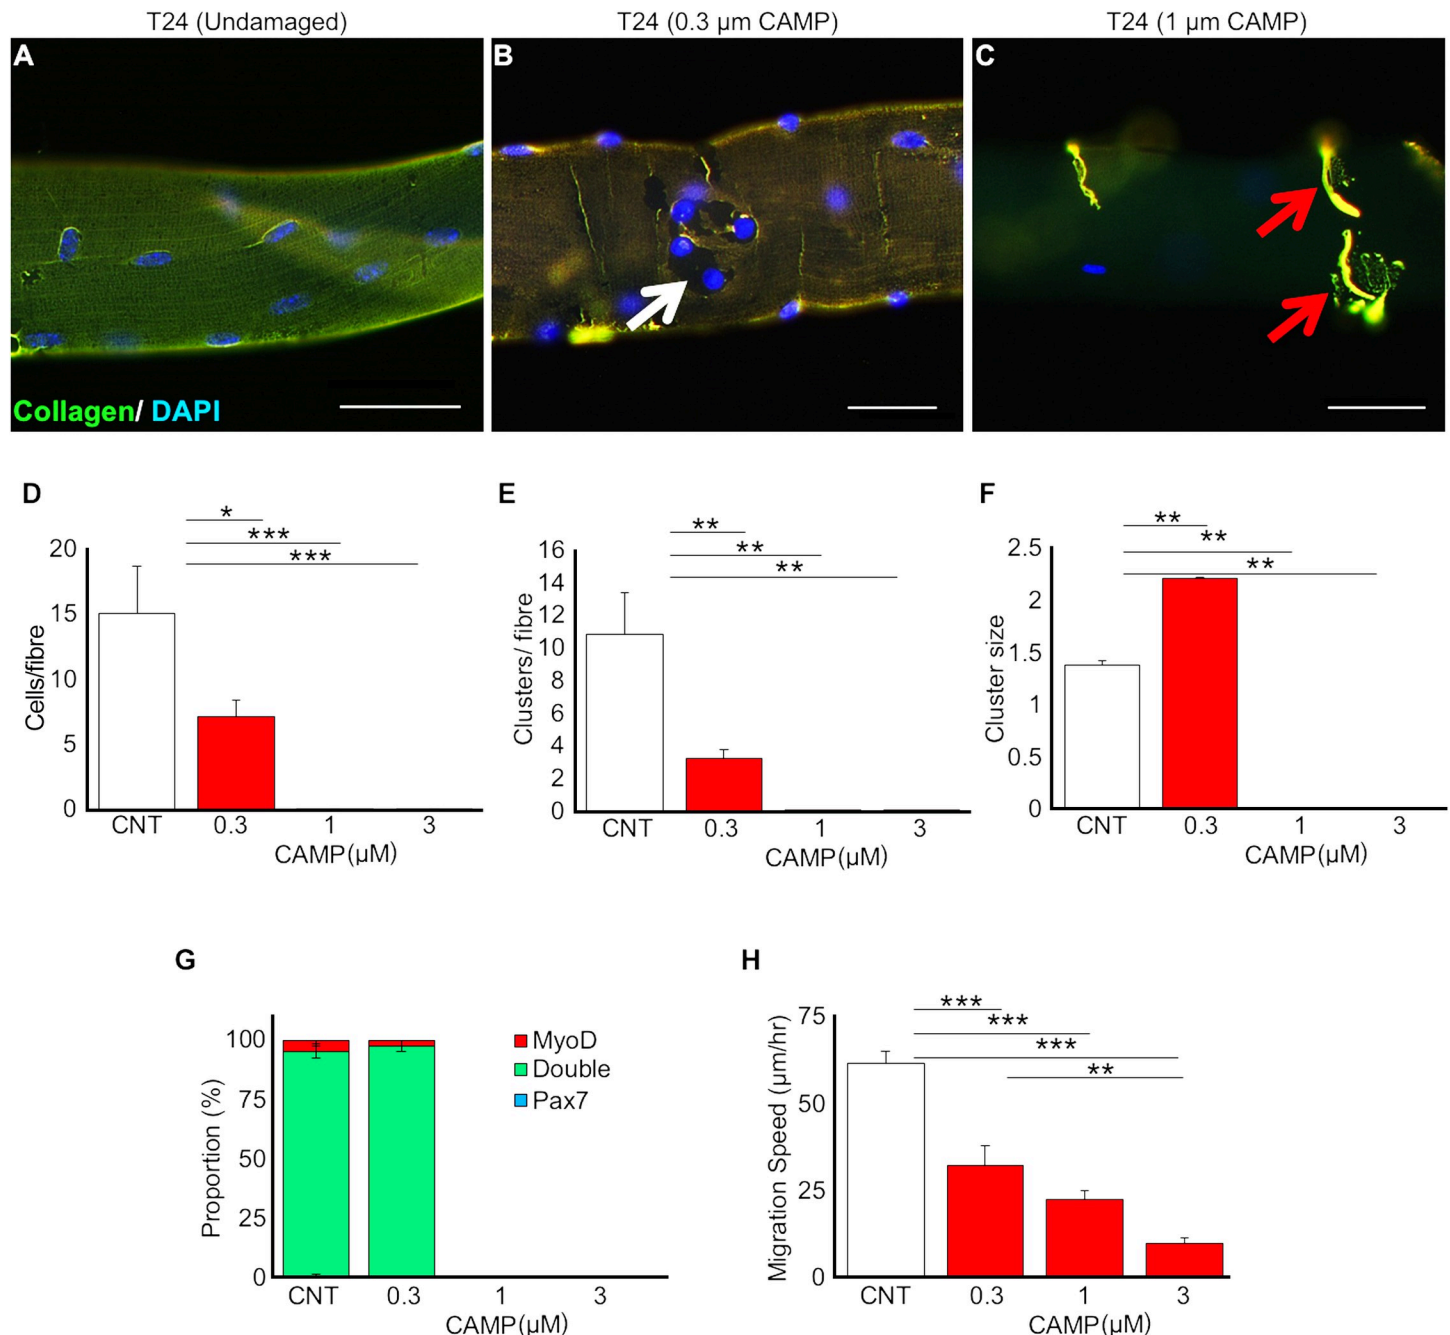 T24 (Undamaged)
T24 (0.3 µm CAMP)
T24 (1 µm CAMP)
A
B
C
Collagen/ DAPI
D
E
F
*
***
***
20
15
10
5
0
Cells/fibre
CNT
0.3
1
3
CAMP(µM)
**
**
**
16
14
12
10
8
6
4
2
0
Clusters/ fibre
CNT
0.3
1
3
CAMP(µM)
**
**
**
2.5
2
1.5
1
0.5
0
Cluster size
CNT
0.3
1
3
CAMP(µM)
G
H
100
75
50
25
0
Proportion (%)
*
MyoD
Double
Pax7
CNT
0.3
1
3
CAMP(µM)
***
***
***
**
75
50
25
0
Migration Speed (µm/hr)
CNT
0.3
1
3
CAMP(µM)